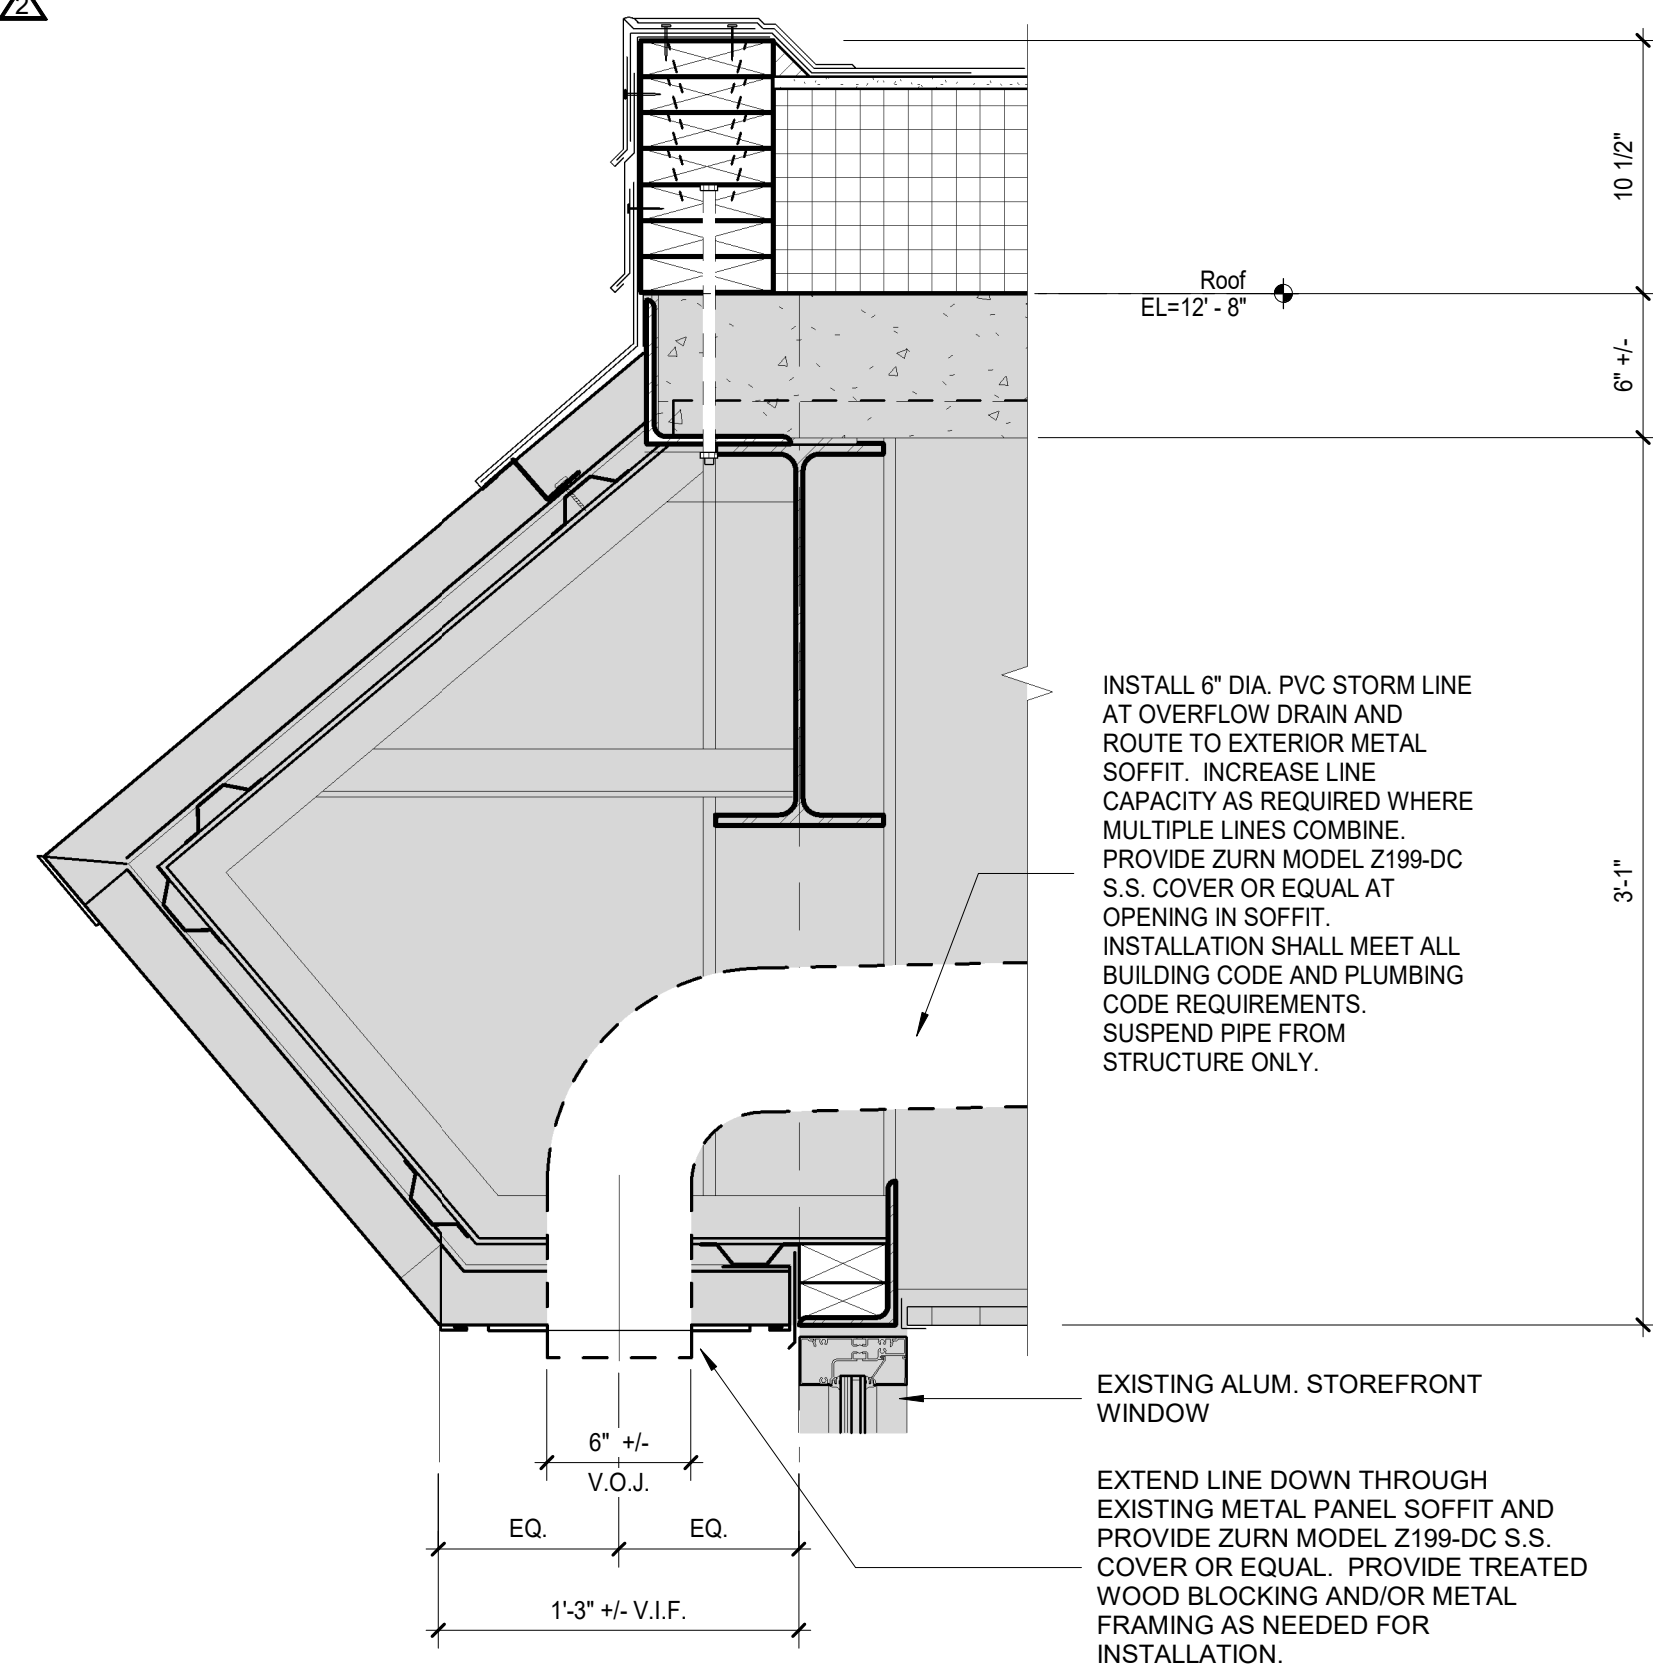 2
10 1/2"
Roof
EL=12' - 8"
6" +/-
INSTALL 6" DIA. PVC STORM LINE
AT OVERFLOW DRAIN AND
ROUTE TO EXTERIOR METAL
SOFFIT. INCREASE LINE
CAPACITY AS REQUIRED WHERE
MULTIPLE LINES COMBINE.
PROVIDE ZURN MODEL Z199-DC
S.S. COVER OR EQUAL AT
OPENING IN SOFFIT.
INSTALLATION SHALL MEET ALL
BUILDING CODE AND PLUMBING
CODE REQUIREMENTS.
SUSPEND PIPE FROM
STRUCTURE ONLY.
3'-1"
EXISTING ALUM. STOREFRONT
WINDOW
6" +/-
V.O.J.
EQ.
EQ.
1'-3" +/- V.I.F.
EXTEND LINE DOWN THROUGH
EXISTING METAL PANEL SOFFIT AND
PROVIDE ZURN MODEL Z199-DC S.S.
COVER OR EQUAL. PROVIDE TREATED
WOOD BLOCKING AND/OR METAL
FRAMING AS NEEDED FOR
INSTALLATION.